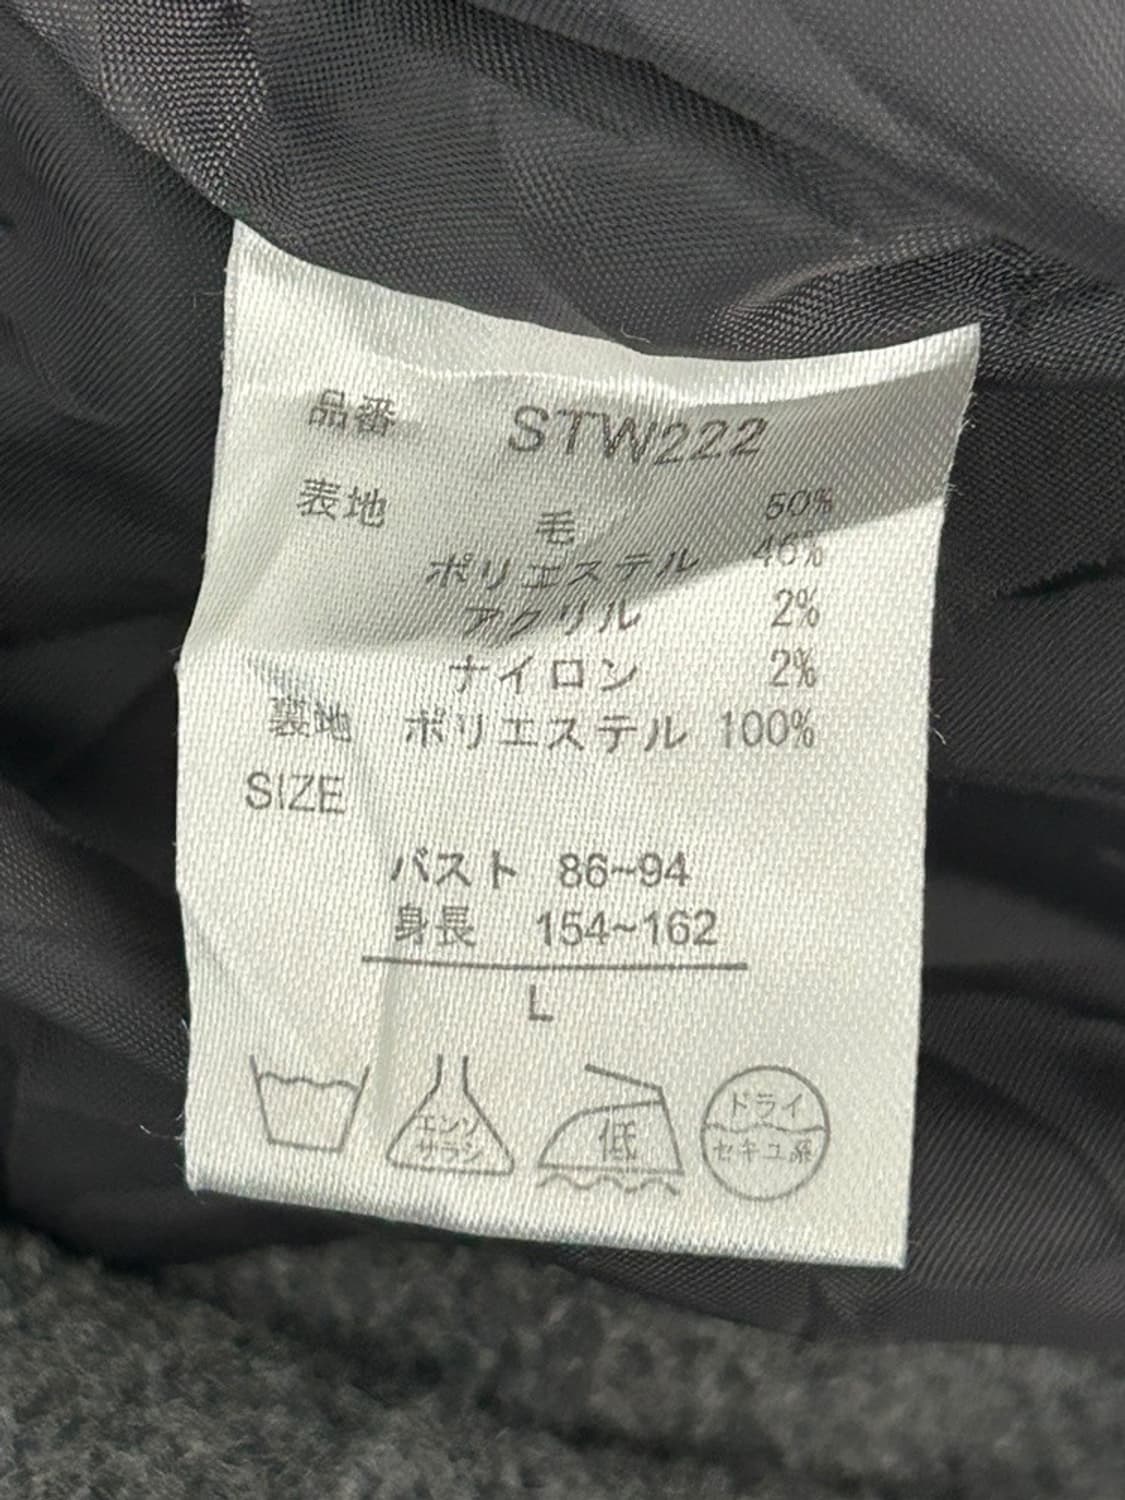 品番 STW222
表地 毛 50%
ポリエステル 46%
アクリル 2%
ナイロン 2%
裏地 ポリエステル 100%
SIZE
バスト 86~94
身長 154~162
L
エンソ
サラシ
低
ドライ
セキユ系